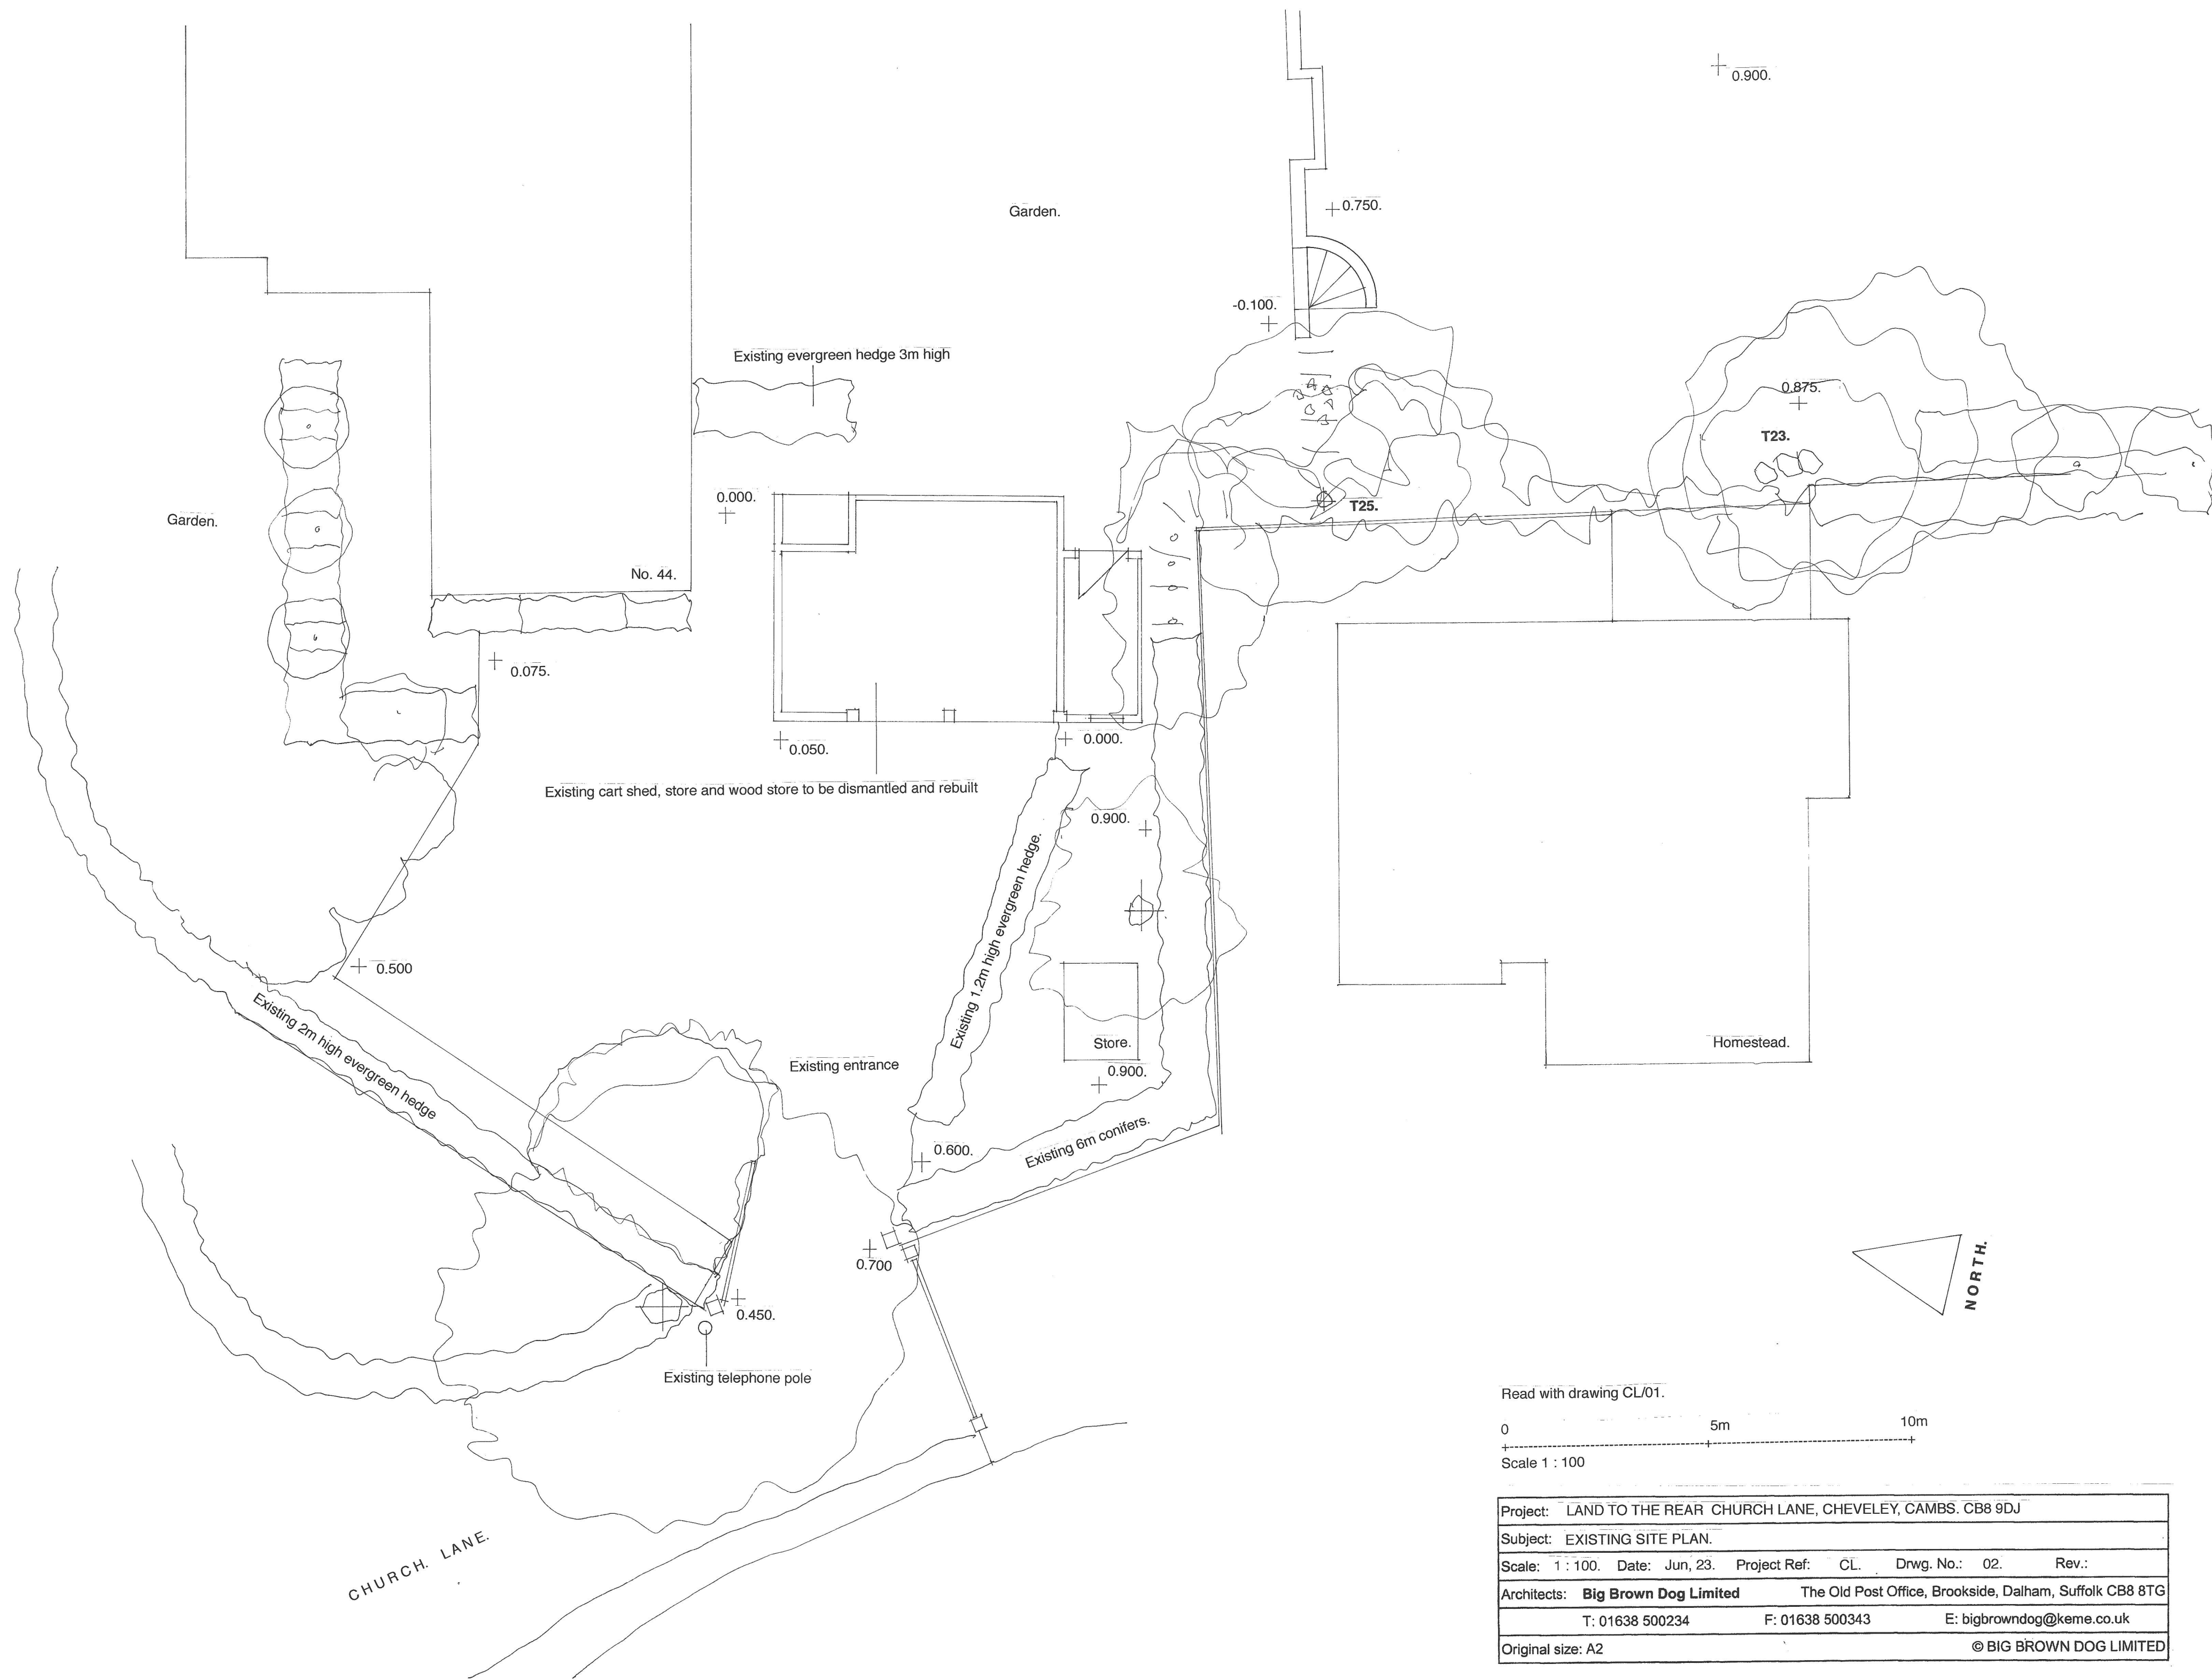 0.900.
0.750.
Garden.
-0.100.
Existing evergreen hedge 3m high
0.875.
T23.
0.000.
T25.
Garden.
No. 44.
0.075.
0.050.
0.000.
Existing cart shed, store and wood store to be dismantled and rebuilt
0.900.
Existing 1.2m high evergreen hedge.
0.500
Existing 2m high evergreen hedge
Existing entrance
Store.
0.900.
Homestead.
0.600.
Existing 6m conifers.
0.700
0.450.
Existing telephone pole
NORTH.
CHURCH. LANE.
Read with drawing CL/01.
0 5m 10m
Scale 1 : 100
Project: LAND TO THE REAR CHURCH LANE, CHEVELEY, CAMBS. CB8 9DJ
Subject: EXISTING SITE PLAN.
Scale: 1 : 100. Date: Jun, 23. Project Ref: CL. Drwg. No.: 02. Rev.:
Architects: Big Brown Dog Limited The Old Post Office, Brookside, Dalham, Suffolk CB8 8TG
T: 01638 500234 F: 01638 500343 E: bigbrowndog@keme.co.uk
Original size: A2 © BIG BROWN DOG LIMITED